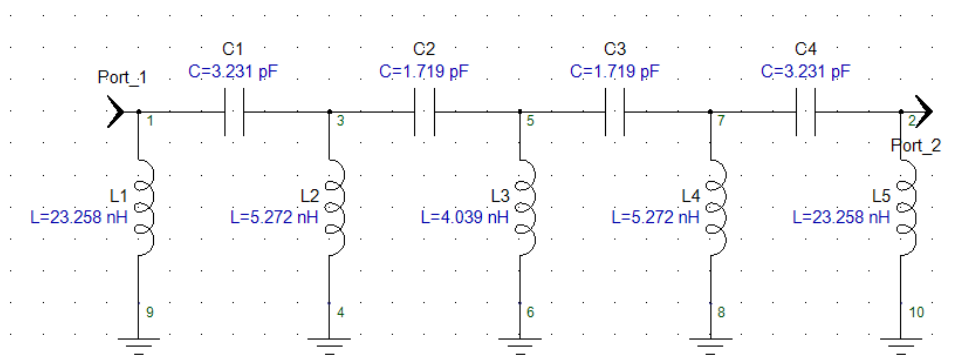 C1
C=3.231 pF
C2
C=1.719 pF
C3
C=1.719 pF
C4
C=3.231 pF
Port_1
1
3
5
7
2
Port_2
L1
L=23.258 nH
L2
L=5.272 nH
L3
L=4.039 nH
L4
L=5.272 nH
L5
L=23.258 nH
9
4
6
8
10